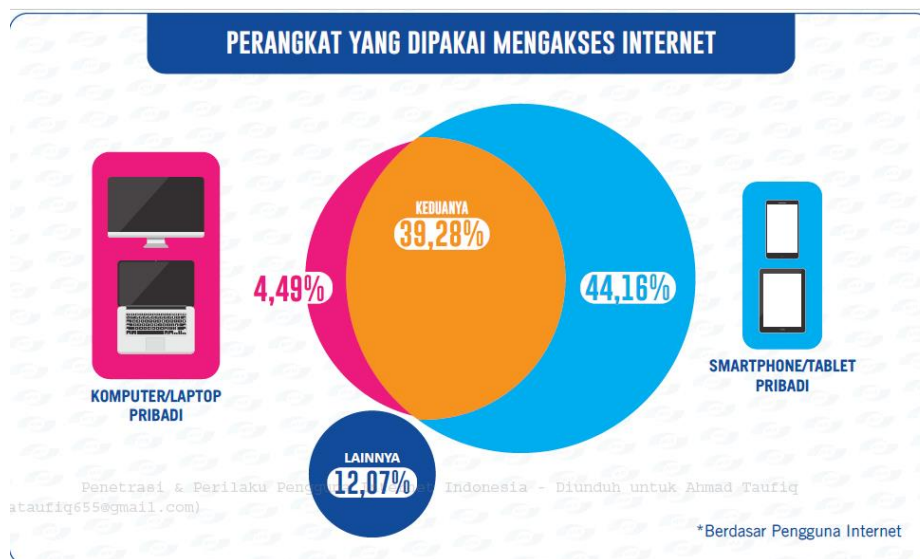 PERANGKAT YANG DIPAKAI MENGAKSES INTERNET
KEDUANYA
39,28%
4,49%
44,16%
KOMPUTER/LAPTOP
PRIBADI
SMARTPHONE/TABLET
PRIBADI
LAINNYA
12,07%
Penetrasi & Perilaku Pengguna Internet Indonesia - Diunduh untuk Ahmad Taufiq
ataufiq655@gmail.com)
*Berdasar Pengguna Internet